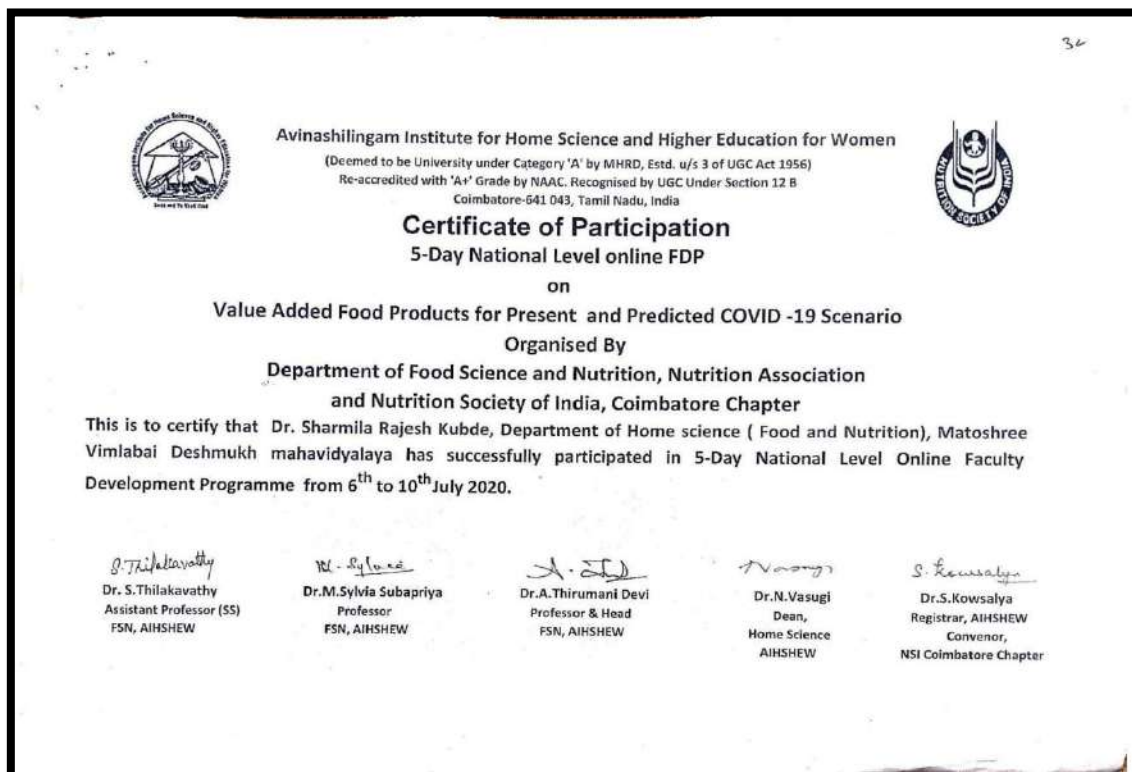 32
Avinashilingam Institute for Home Science and Higher Education for Women
(Deemed to be University under Category 'A' by MHRD, Estd. u/s 3 of UGC Act 1956)
Re-accredited with 'A+' Grade by NAAC. Recognised by UGC Under Section 12 B
Coimbatore-641 043, Tamil Nadu, India
NUTRITION SOCIETY OF INDIA
Certificate of Participation
5-Day National Level online FDP
on
Value Added Food Products for Present and Predicted COVID -19 Scenario
Organised By
Department of Food Science and Nutrition, Nutrition Association
and Nutrition Society of India, Coimbatore Chapter
This is to certify that Dr. Sharmila Rajesh Kubde, Department of Home science ( Food and Nutrition), Matoshree
Vimlabai Deshmukh mahavidyalaya has successfully participated in 5-Day National Level Online Faculty
Development Programme from 6th to 10th July 2020.
S. Thilakavathy
S. Kowsalya
Dr. S.Thilakavathy
Assistant Professor (SS)
FSN, AIHSHEW
Dr.M.Sylvia Subapriya
Professor
FSN, AIHSHEW
Dr.A.Thirumani Devi
Professor & Head
FSN, AIHSHEW
Dr.N.Vasugi
Dean,
Home Science
AIHSHEW
Dr.S.Kowsalya
Registrar, AIHSHEW
Convenor,
NSI Coimbatore Chapter